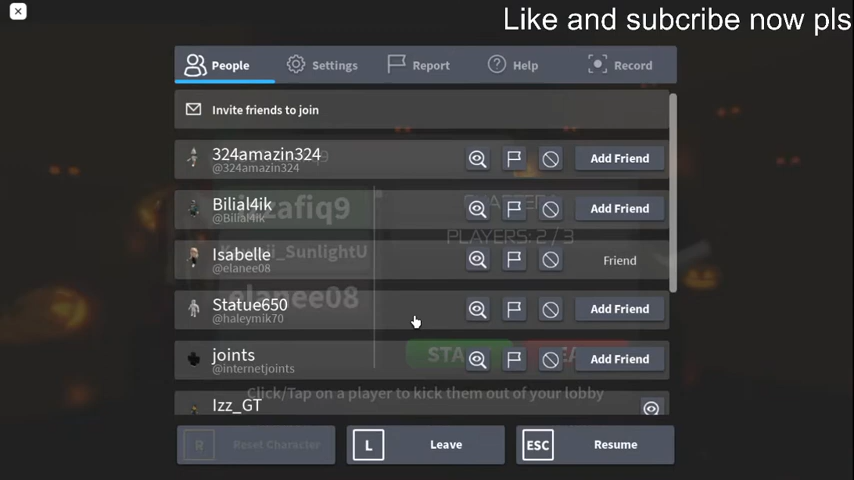 Like and subcribe now pls
People Settings Report Help Record
Invite friends to join
324amazin324
@324amazin324
Add Friend
Bilial4ik
@Bilial4ik
Add Friend
PLAYERS: 2 / 3
Isabelle
@elanee08
Friend
elanee08
Statue650
@haleymik70
Add Friend
joints
@internetjoints
Add Friend
Click/Tap on a player to kick them out of your lobby
Izz_GT
R Reset Character L Leave ESC Resume